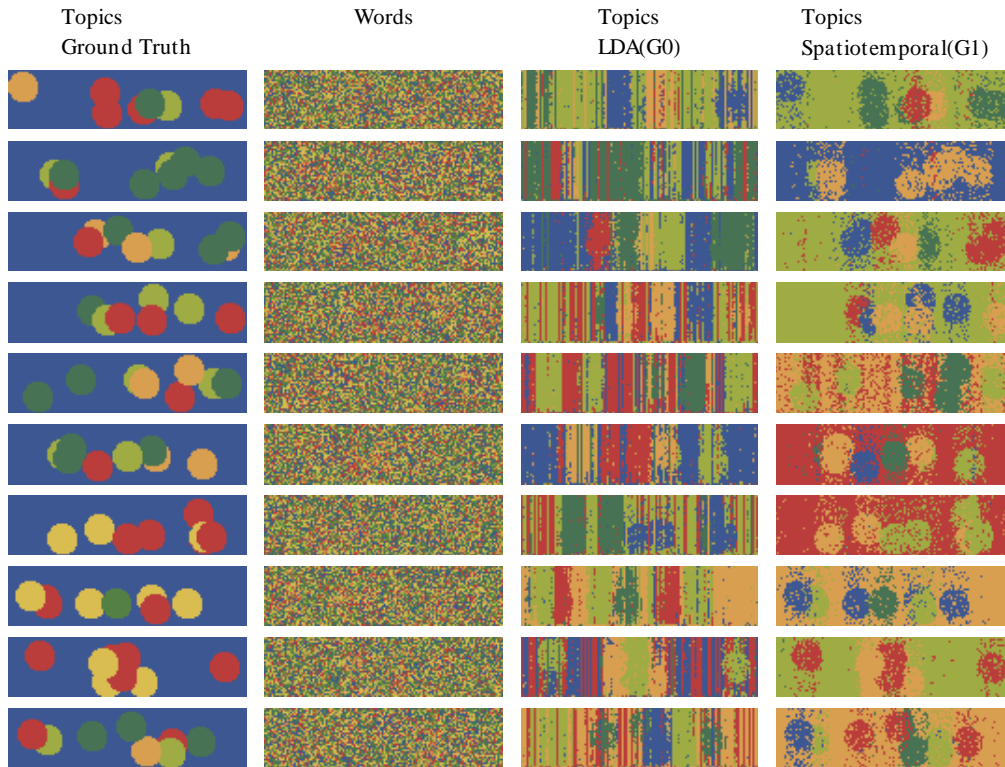 Topics
Ground Truth
Words
Topics
LDA(G0)
Topics
Spatiotemporal(G1)